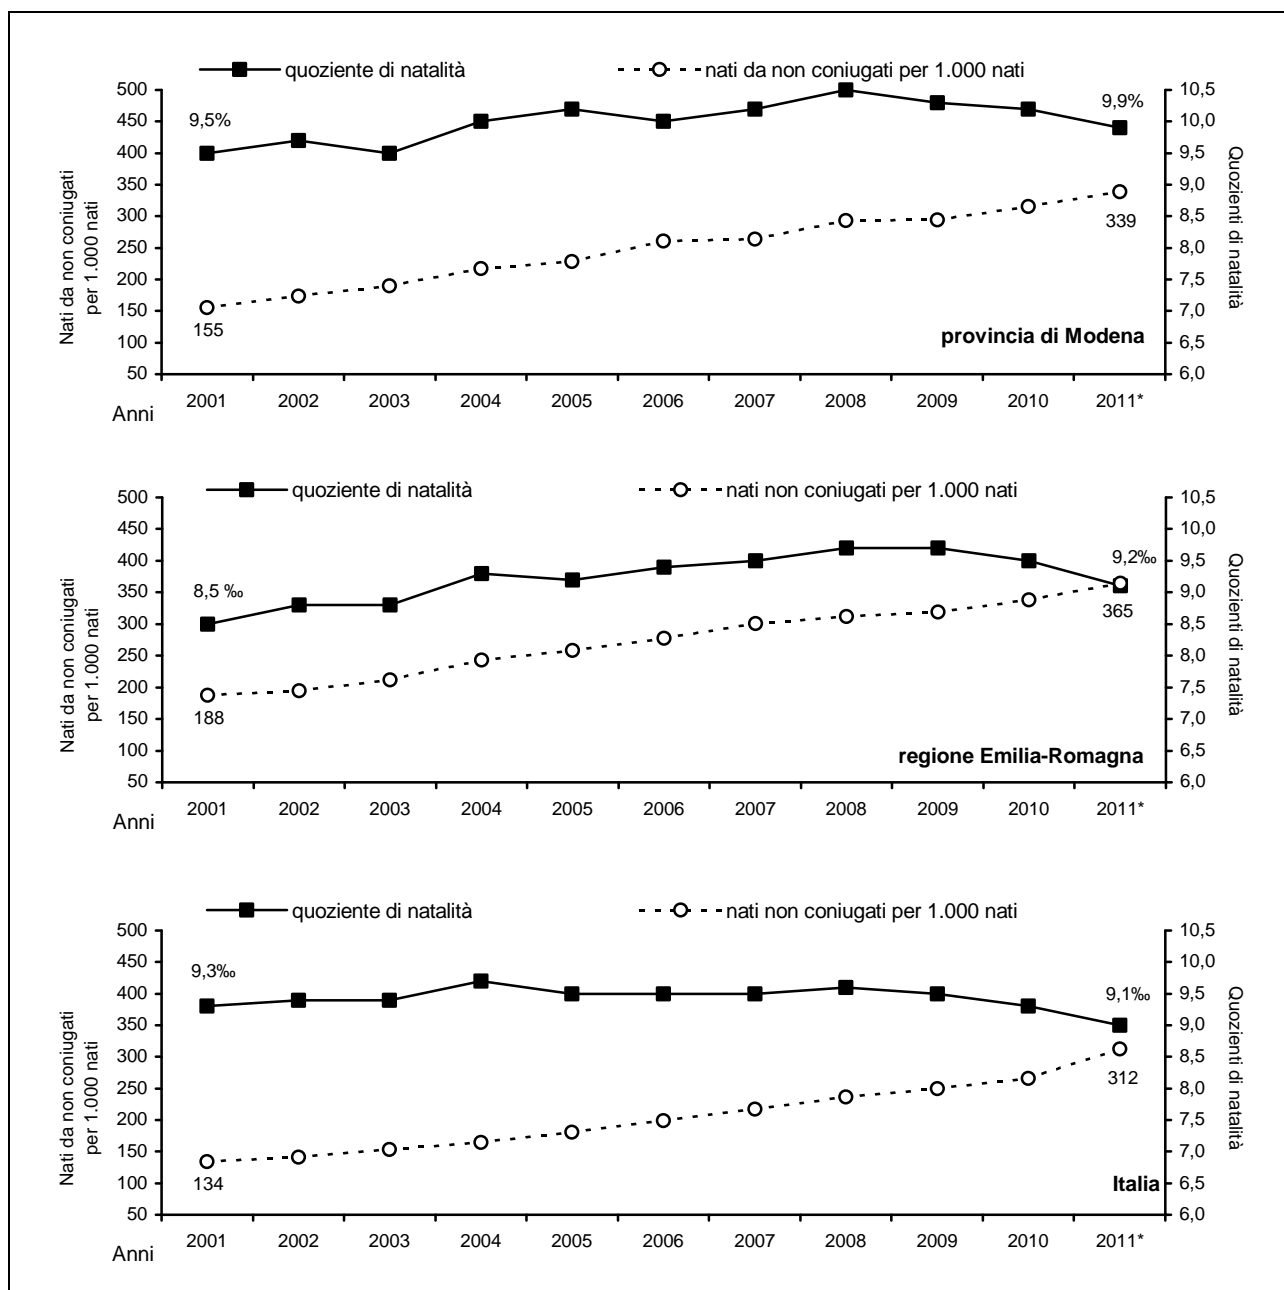 quoziente di natalità nati da non coniugati per 1.000 nati
500 10,5
9,5% 9,9%
450 10,0
400 9,5
350 9,0
300 8,5
339
250 8,0
200 7,5
150 7,0
155
100 6,5
provincia di Modena
50 6,0
Nati da non coniugati
per 1.000 nati
Quozienti di natalità
Anni 2001 2002 2003 2004 2005 2006 2007 2008 2009 2010 2011*
quoziente di natalità nati non coniugati per 1.000 nati
500 10,5
450 10,0
9,2‰
400 9,5
8,5 ‰
350 9,0
365
300 8,5
250 8,0
200 7,5
188
150 7,0
100 6,5
regione Emilia-Romagna
50 6,0
Nati da non coniugati
per 1.000 nati
Quozienti di natalità
Anni 2001 2002 2003 2004 2005 2006 2007 2008 2009 2010 2011*
quoziente di natalità nati non coniugati per 1.000 nati
500 10,5
450 10,0
9,3‰
400 9,5
9,1‰
350 9,0
300 8,5
312
250 8,0
200 7,5
150 7,0
134
100 6,5
Italia
50 6,0
Nati da non coniugati
per 1.000 nati
Quozienti di natalità
Anni 2001 2002 2003 2004 2005 2006 2007 2008 2009 2010 2011*